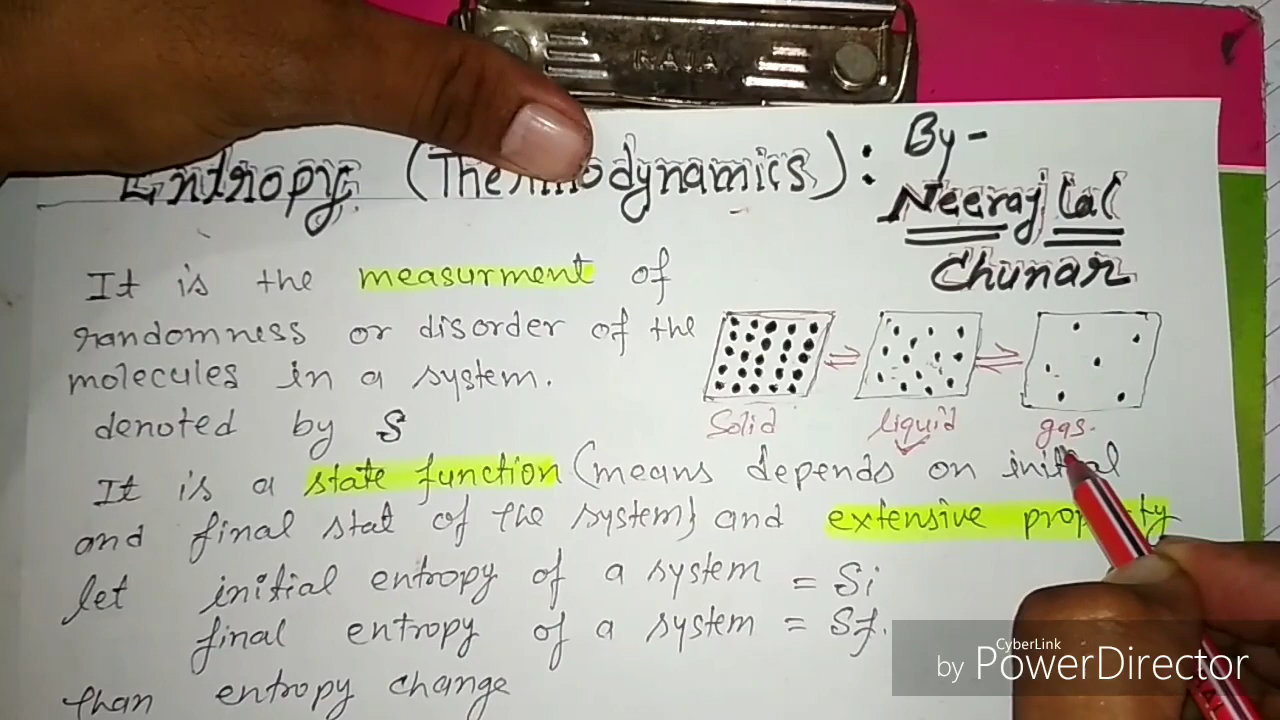 RAJA
Entropy (Thermodynamics) : By -
Neeraj Lal
Chunar
It is the measurment of
randomness or disorder of the
molecules in a system.
denoted by S
Solid liquid gas.
It is a state function (means depends on initial
and final stat of the system) and extensive property
let initial entropy of a system = Si
final entropy of a system = Sf.
than entropy change
CyberLink
by PowerDirector